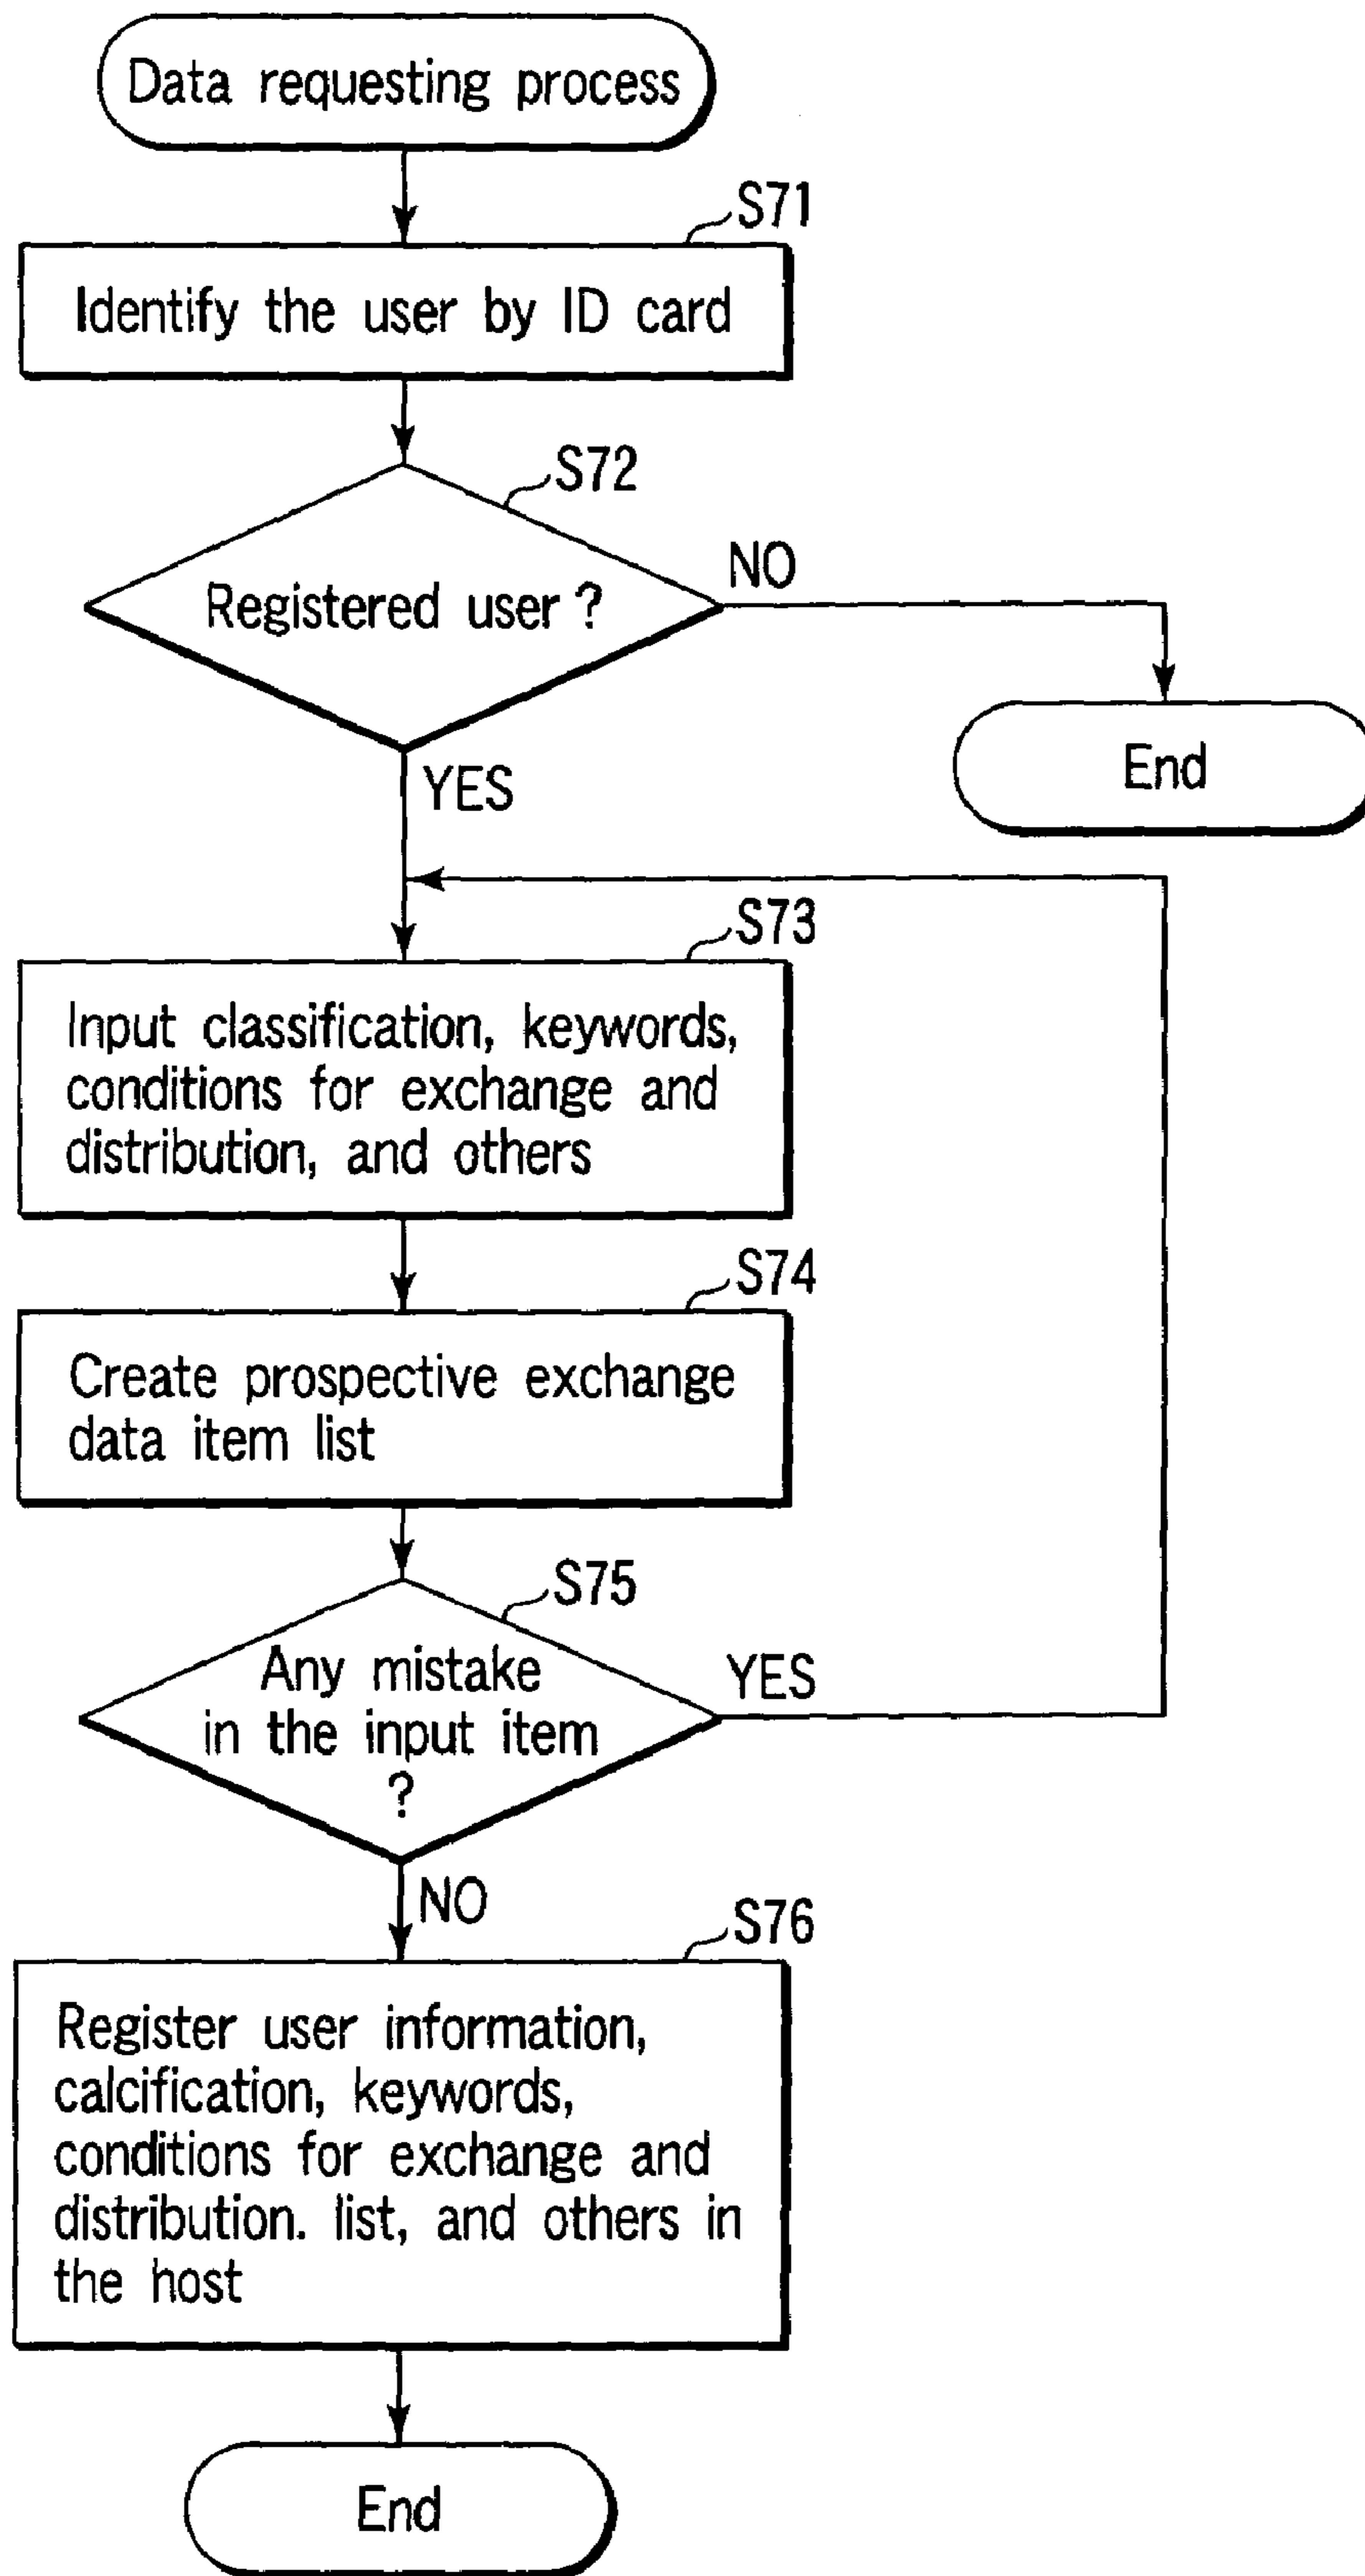 Data requesting process
S71
Identify the user by ID card
S72
Registered user ?
NO
End
YES
S73
Input classification, keywords,
conditions for exchange and
distribution, and others
S74
Create prospective exchange
data item list
S75
Any mistake
in the input item
?
YES
NO
S76
Register user information,
calcification, keywords,
conditions for exchange and
distribution. list, and others in
the host
End